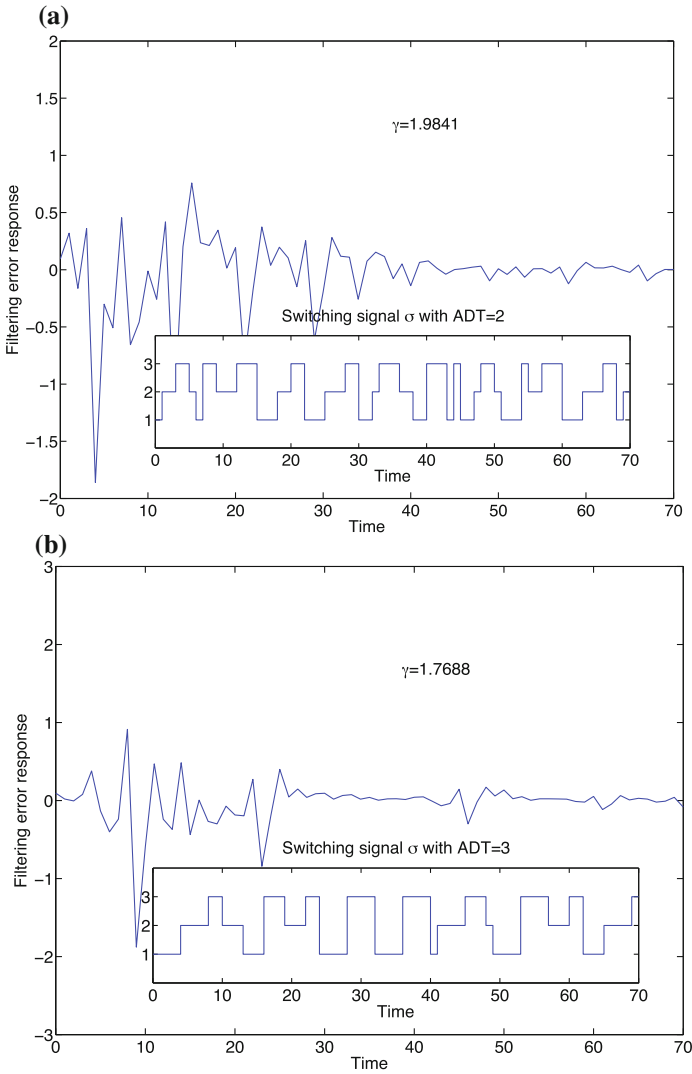 (a)
2
1.5
1
0.5
0
−0.5
−1
−1.5
−2
Filtering error response
γ=1.9841
Switching signal σ with ADT=2
3
2
1
0 10 20 30 40 50 60 70
Time
0 10 20 30 40 50 60 70
Time
(b)
3
2
1
0
−1
−2
−3
Filtering error response
γ=1.7688
Switching signal σ with ADT=3
3
2
1
0 10 20 30 40 50 60 70
Time
0 10 20 30 40 50 60 70
Time